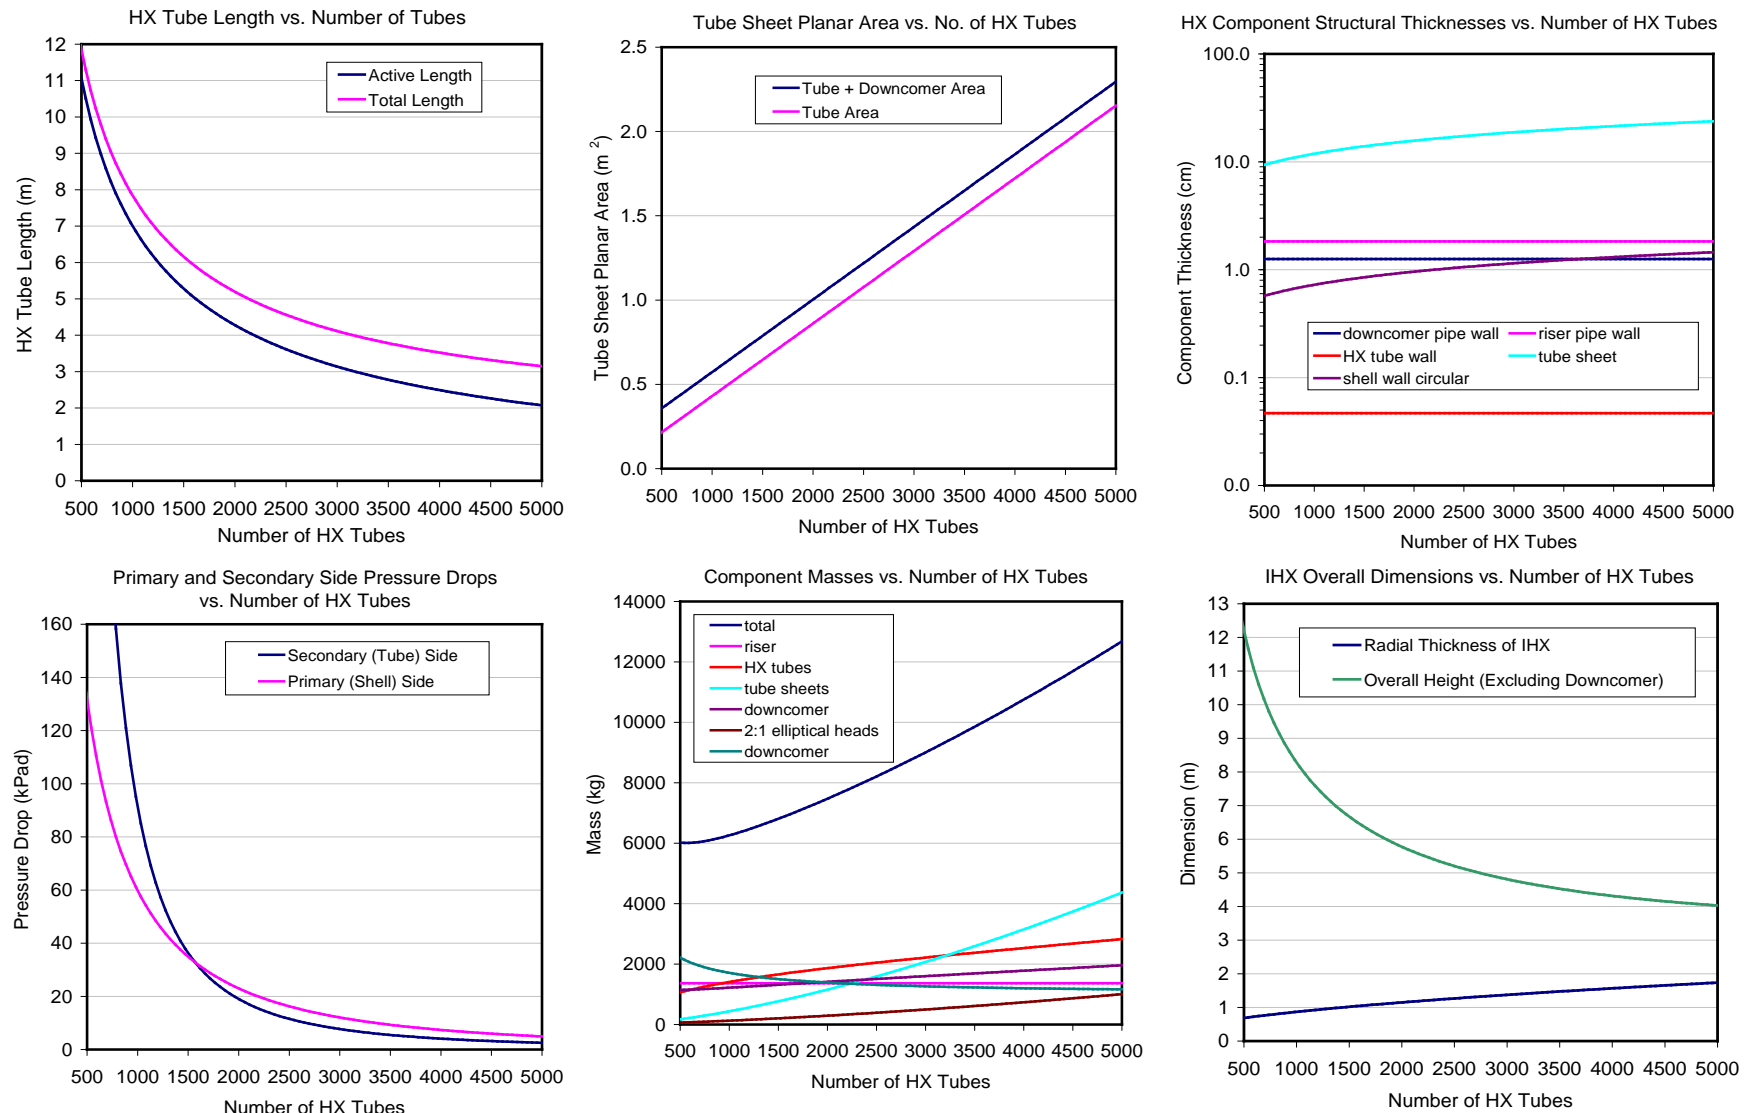 HX Tube Length vs. Number of Tubes
HX Tube Length (m)
12
11
10
9
8
7
6
5
4
3
2
1
0
Active Length
Total Length
500 1000 1500 2000 2500 3000 3500 4000 4500 5000
Number of HX Tubes
Tube Sheet Planar Area vs. No. of HX Tubes
Tube Sheet Planar Area (m 2)
2.5
2.0
1.5
1.0
0.5
0.0
Tube + Downcomer Area
Tube Area
500 1000 1500 2000 2500 3000 3500 4000 4500 5000
Number of HX Tubes
HX Component Structural Thicknesses vs. Number of HX Tubes
Component Thickness (cm)
100.0
10.0
1.0
0.1
0.0
downcomer pipe wall riser pipe wall
HX tube wall tube sheet
shell wall circular
500 1000 1500 2000 2500 3000 3500 4000 4500 5000
Number of HX Tubes
Primary and Secondary Side Pressure Drops
vs. Number of HX Tubes
Pressure Drop (kPad)
160
140
120
100
80
60
40
20
0
Secondary (Tube) Side
Primary (Shell) Side
500 1000 1500 2000 2500 3000 3500 4000 4500 5000
Number of HX Tubes
Component Masses vs. Number of HX Tubes
Mass (kg)
14000
12000
10000
8000
6000
4000
2000
0
total
riser
HX tubes
tube sheets
downcomer
2:1 elliptical heads
downcomer
500 1000 1500 2000 2500 3000 3500 4000 4500 5000
Number of HX Tubes
IHX Overall Dimensions vs. Number of HX Tubes
Dimension (m)
13
12
11
10
9
8
7
6
5
4
3
2
1
0
Radial Thickness of IHX
Overall Height (Excluding Downcomer)
500 1000 1500 2000 2500 3000 3500 4000 4500 5000
Number of HX Tubes